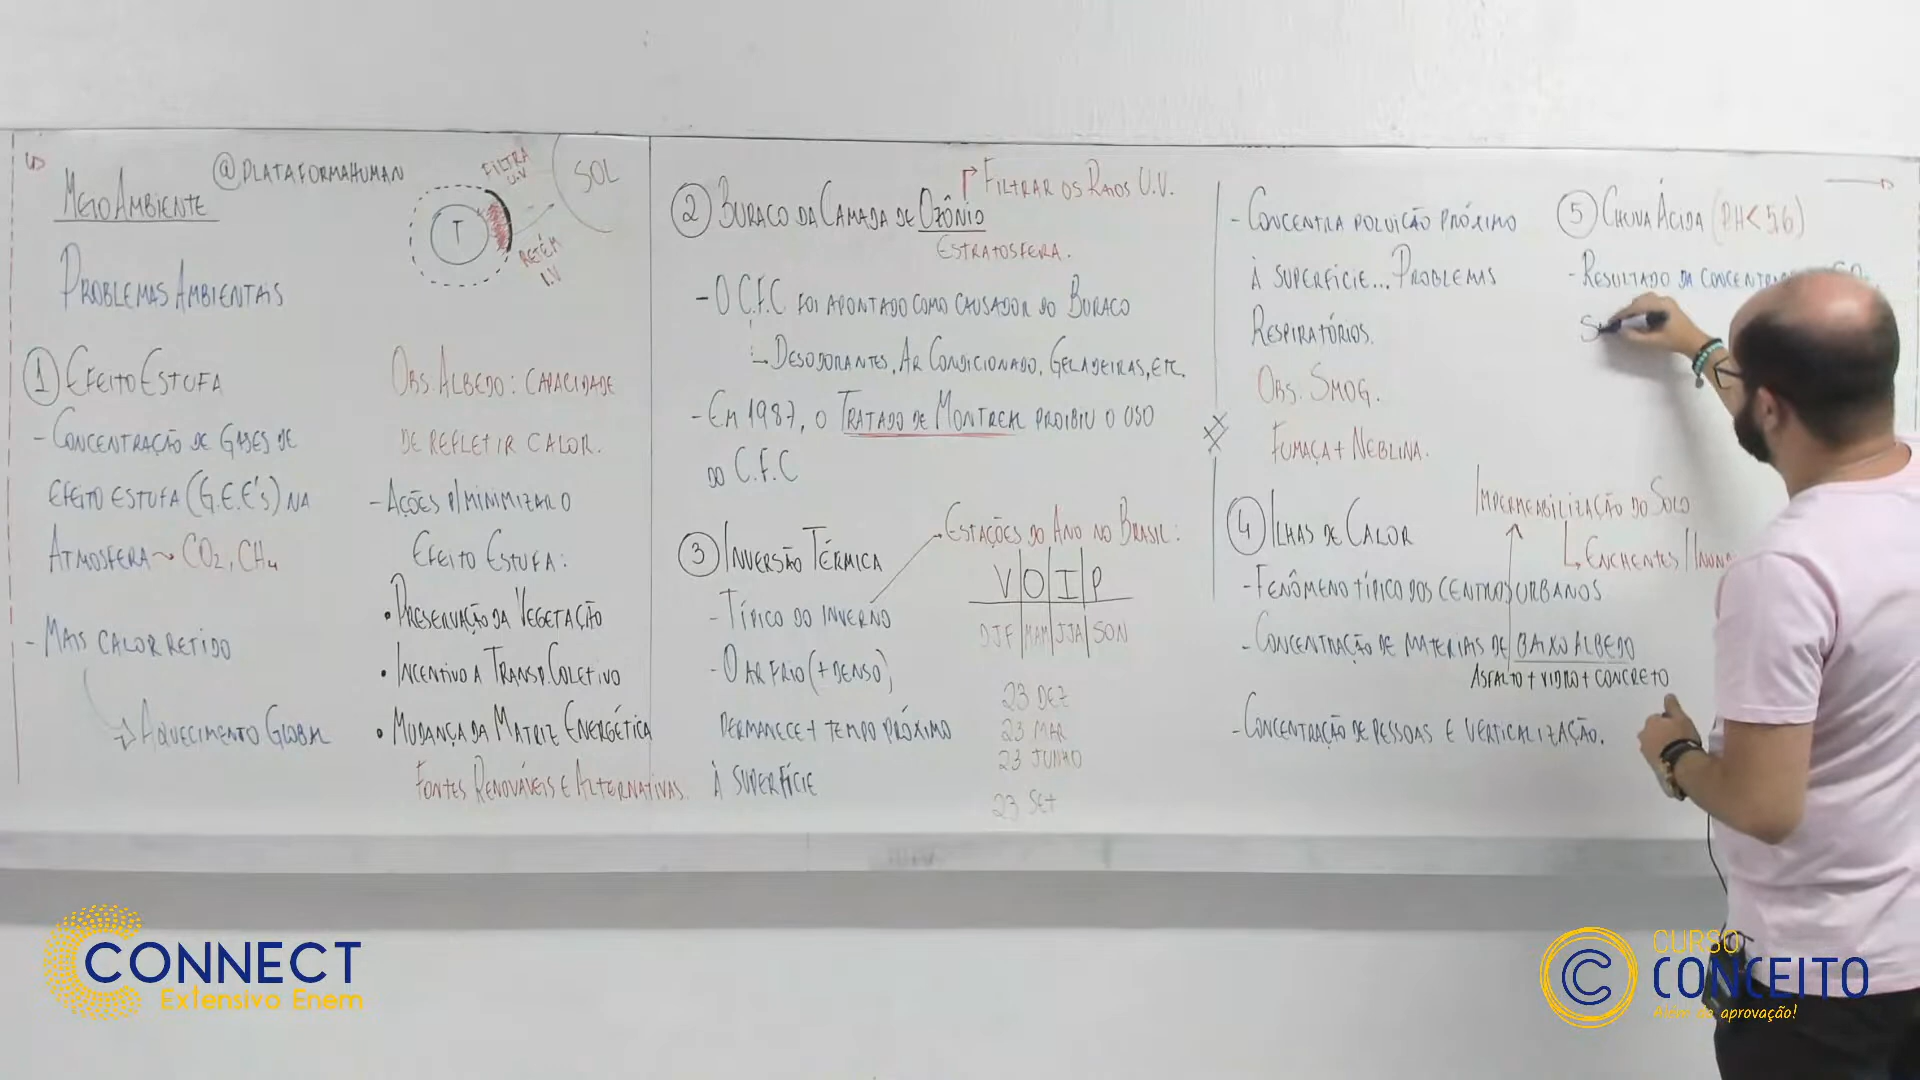 @PLATAFORMAHUMAN
MEIO AMBIENTE
PROBLEMAS AMBIENTAIS
FILTRA
U.V
SOL
T
RETÉM
I.V
① EFEITO ESTUFA
- CONCENTRAÇÃO DE GASES DE
EFEITO ESTUFA (G.E.E's) NA
ATMOSFERA ~ CO2, CH4
- MAIS CALOR RETIDO
AQUECIMENTO GLOBAL
OBS. ALBEDO: CAPACIDADE
DE REFLETIR CALOR.
- AÇÕES P/ MINIMIZAR O
EFEITO ESTUFA:
• PRESERVAÇÃO DA VEGETAÇÃO
• INCENTIVO A TRANSP. COLETIVO
• MUDANÇA DA MATRIZ ENERGÉTICA
FONTES RENOVÁVEIS E ALTERNATIVAS.
② BURACO DA CAMADA DE OZÔNIO
FILTRAR OS RAIOS U.V.
ESTRATOSFERA.
- O C.F.C FOI APONTADO COMO CAUSADOR DO BURACO
DESODORANTES, AR CONDICIONADO, GELADEIRAS, ETC.
- EM 1987, O TRATADO DE MONTREAL PROIBIU O USO
DO C.F.C
③ INVERSÃO TÉRMICA
- TÍPICO DO INVERNO
- O AR FRIO (+ DENSO)
PERMANECE + TEMPO PRÓXIMO
À SUPERFÍCIE
ESTAÇÕES DO ANO NO BRASIL:
V O I P
DJF MAM JJA SON
23 DEZ
23 MAR
23 JUNHO
23 SET
- CONCENTRA POLUIÇÃO PRÓXIMO
À SUPERFÍCIE... PROBLEMAS
RESPIRATÓRIOS.
OBS. SMOG.
FUMAÇA + NEBLINA.
④ ILHAS DE CALOR
IMPERMEABILIZAÇÃO DO SOLO
ENCHENTES/
- FENÔMENO TÍPICO DOS CENTROS URBANOS
- CONCENTRAÇÃO DE MATERIAIS DE BAIXO ALBEDO
ASFALTO + VIDRO + CONCRETO
- CONCENTRAÇÃO DE PESSOAS E VERTICALIZAÇÃO.
⑤ CHUVA ÁCIDA (PH < 5,6)
- RESULTADO DA
CONNECT
Extensivo Enem
CURSO
CONCEITO
Além da aprovação!